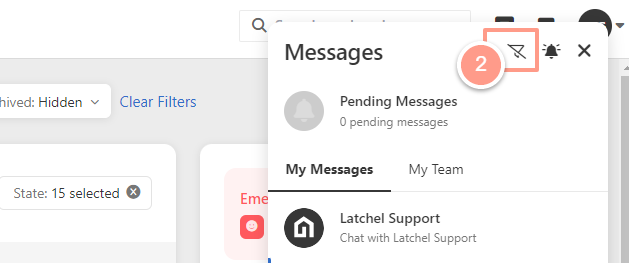 Messages
2
hived: Hidden
Clear Filters
Pending Messages
0 pending messages
My Messages
My Team
State: 15 selected
Eme
Latchel Support
Chat with Latchel Support